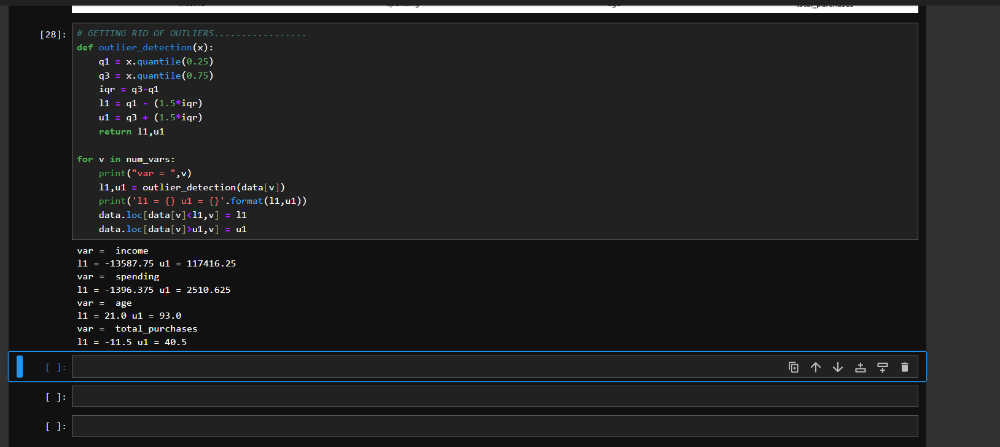 income spending age total_purchases
[28]:
# GETTING RID OF OUTLIERS.................
def outlier_detection(x):
    q1 = x.quantile(0.25)
    q3 = x.quantile(0.75)
    iqr = q3-q1
    l1 = q1 - (1.5*iqr)
    u1 = q3 + (1.5*iqr)
    return l1,u1
for v in num_vars:
    print("var = ",v)
    l1,u1 = outlier_detection(data[v])
    print('l1 = {} u1 = {}'.format(l1,u1))
    data.loc[data[v]<l1,v] = l1
    data.loc[data[v]>u1,v] = u1
var =  income
l1 = -13587.75 u1 = 117416.25
var =  spending
l1 = -1396.375 u1 = 2510.625
var =  age
l1 = 21.0 u1 = 93.0
var =  total_purchases
l1 = -11.5 u1 = 40.5
[ ]:
[ ]:
[ ]: